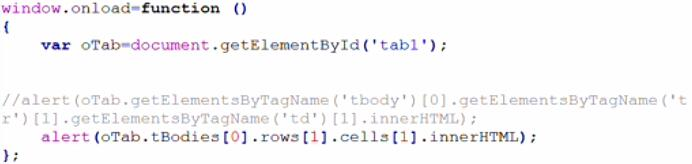 window.onload=function ()
{
    var oTab=document.getElementById('tab1');
//alert(oTab.getElementsByTagName('tbody')[0].getElementsByTagName('t
r')[1].getElementsByTagName('td')[1].innerHTML);
    alert(oTab.tBodies[0].rows[1].cells[1].innerHTML);
};